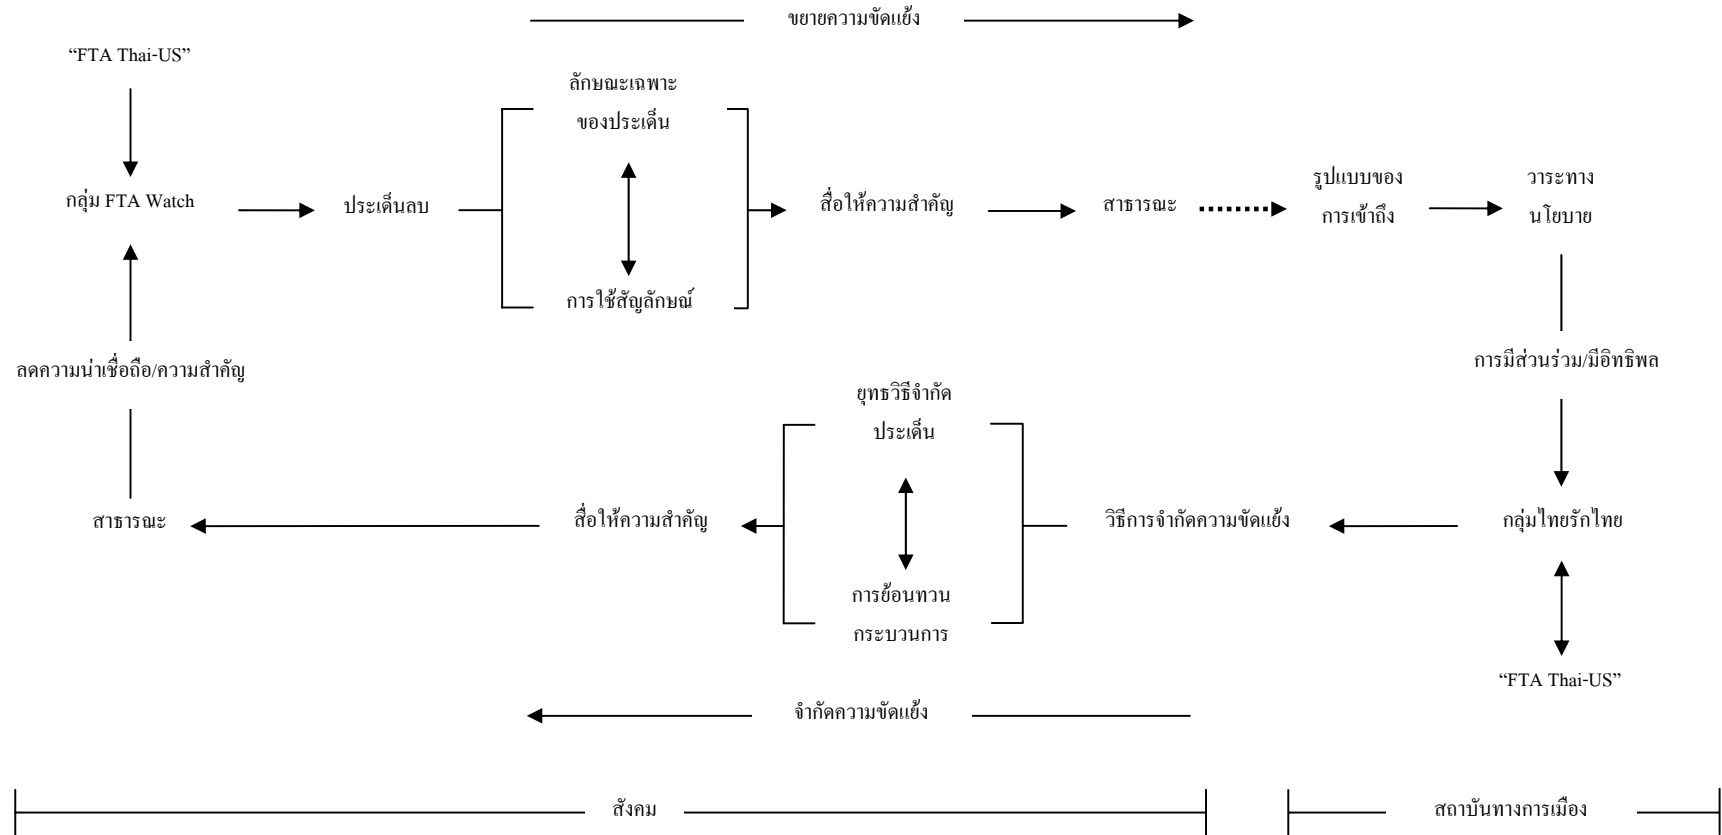 ขยายความขัดแย้ง
“FTA Thai-US”
ลักษณะเฉพาะ
ของประเด็น
กลุ่ม FTA Watch
ประเด็นลบ
สื่อให้ความสำคัญ
สาธารณะ
รูปแบบของ
การเข้าถึง
วาระทาง
นโยบาย
การใช้สัญลักษณ์
ลดความน่าเชื่อถือ/ความสำคัญ
การมีส่วนร่วม/มีอิทธิพล
ยุทธวิธีจำกัด
ประเด็น
สาธารณะ
สื่อให้ความสำคัญ
วิธีการจำกัดความขัดแย้ง
กลุ่มไทยรักไทย
การย้อนทวน
กระบวนการ
“FTA Thai-US”
จำกัดความขัดแย้ง
สังคม
สถาบันทางการเมือง